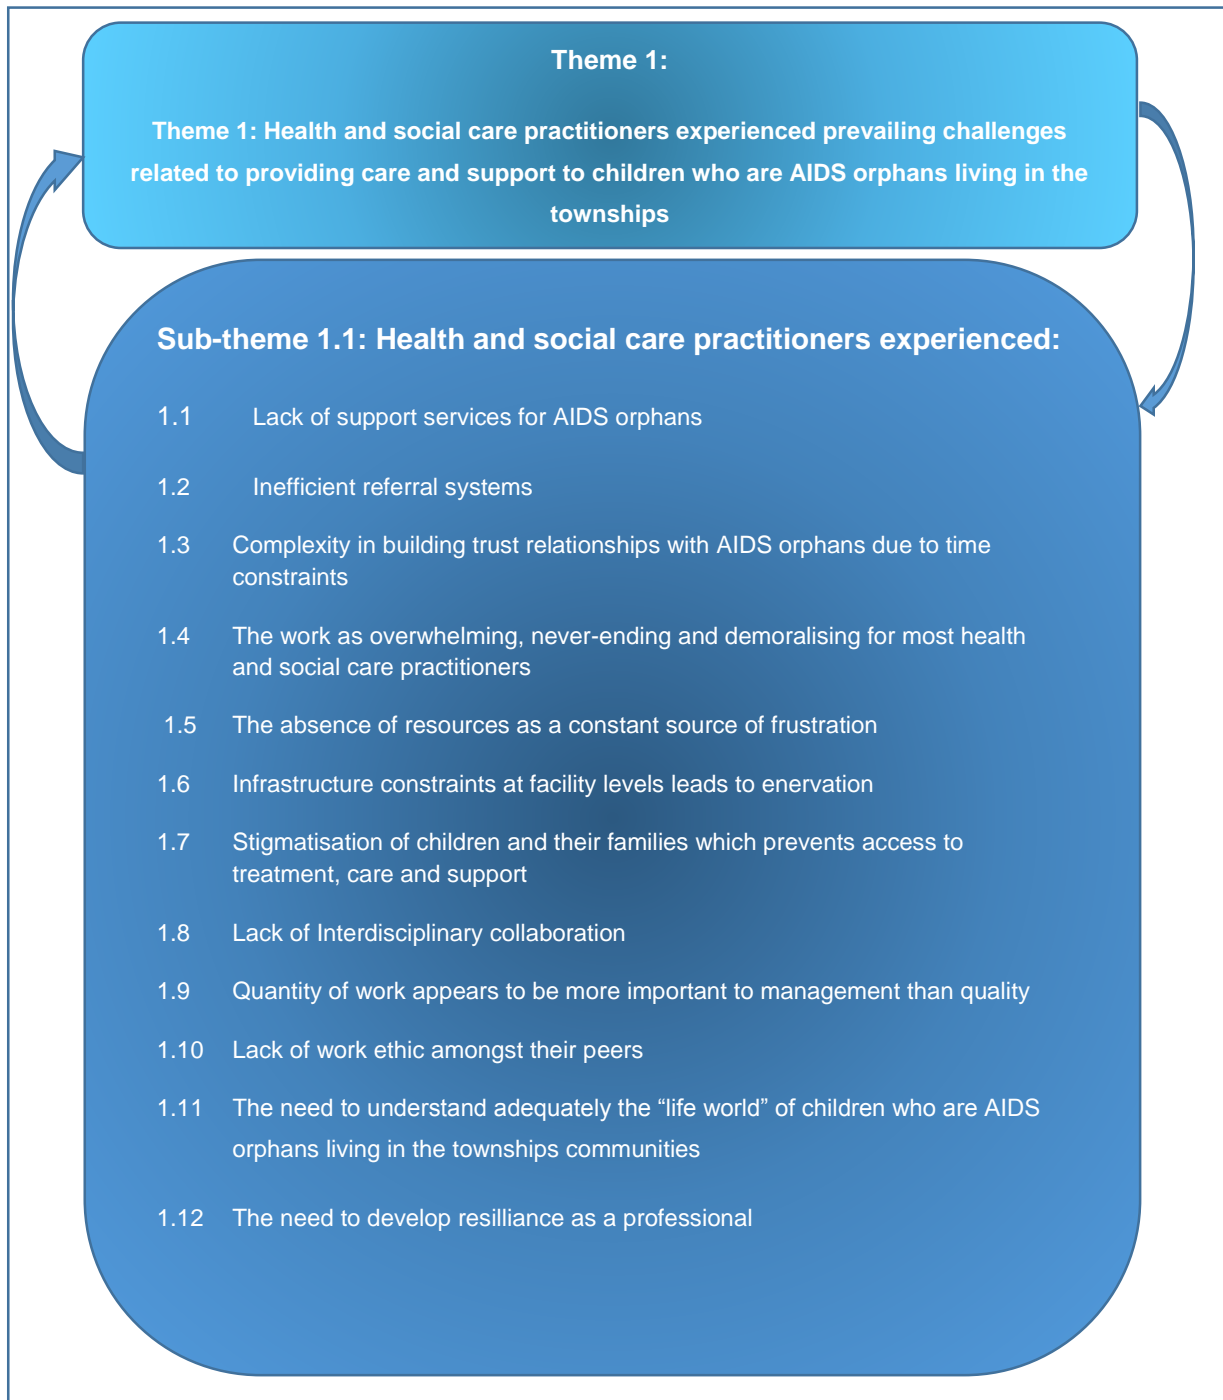 Theme 1:
Theme 1: Health and social care practitioners experienced prevailing challenges
related to providing care and support to children who are AIDS orphans living in the
townships
Sub-theme 1.1: Health and social care practitioners experienced:
1.1 Lack of support services for AIDS orphans
1.2 Inefficient referral systems
1.3 Complexity in building trust relationships with AIDS orphans due to time
constraints
1.4 The work as overwhelming, never-ending and demoralising for most health
and social care practitioners
1.5 The absence of resources as a constant source of frustration
1.6 Infrastructure constraints at facility levels leads to enervation
1.7 Stigmatisation of children and their families which prevents access to
treatment, care and support
1.8 Lack of Interdisciplinary collaboration
1.9 Quantity of work appears to be more important to management than quality
1.10 Lack of work ethic amongst their peers
1.11 The need to understand adequately the “life world” of children who are AIDS
orphans living in the townships communities
1.12 The need to develop resilliance as a professional